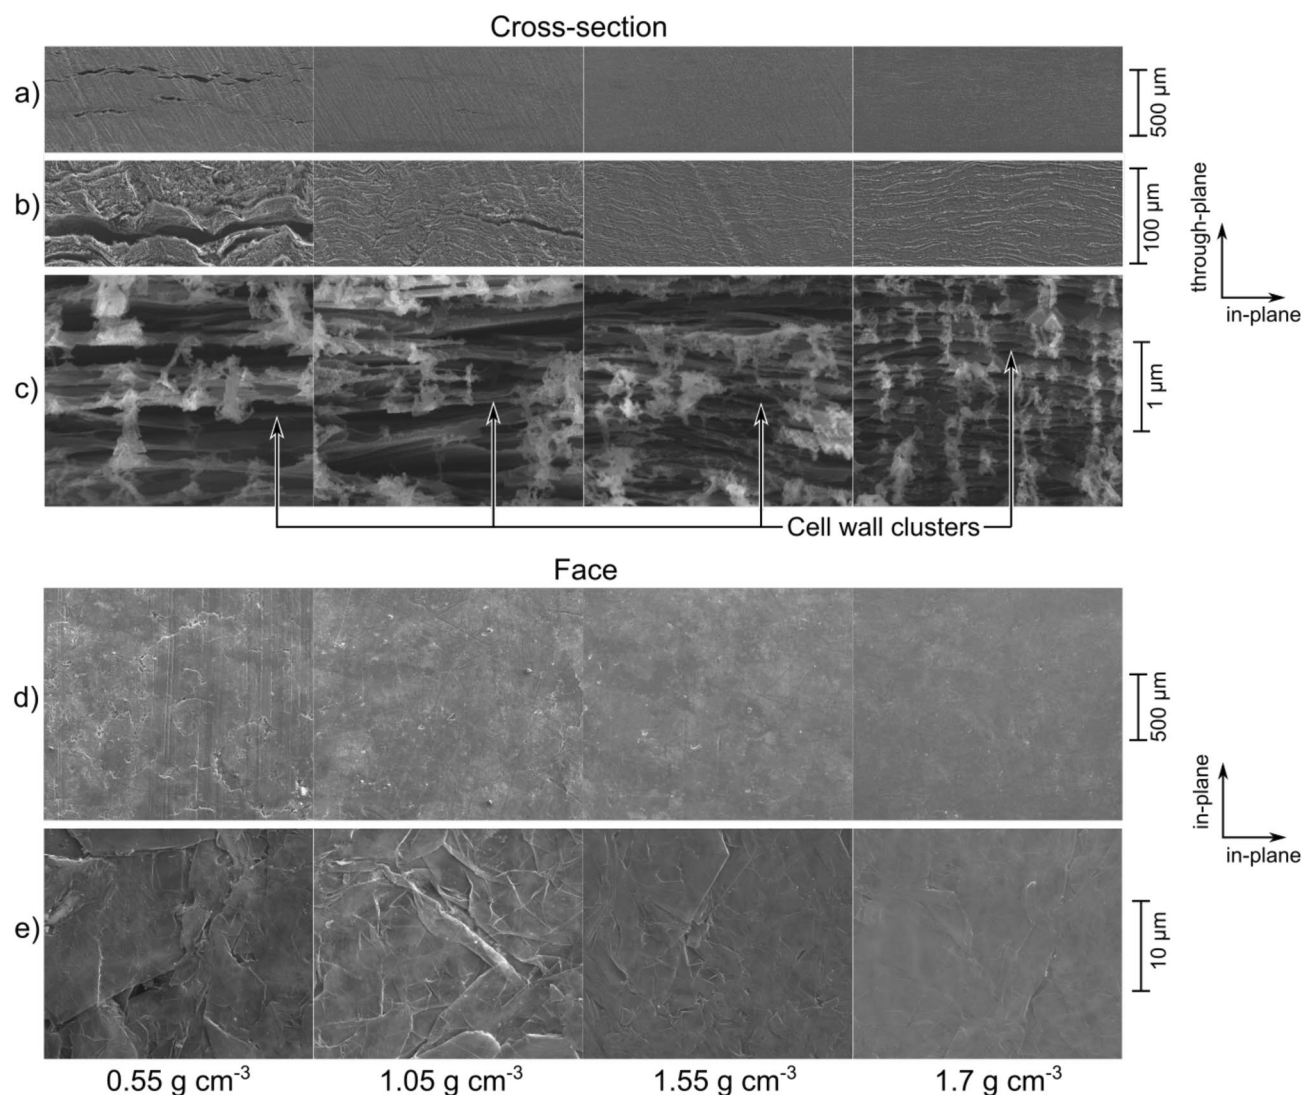 Cross-section
a)
500 µm
b)
100 µm
through-plane
in-plane
c)
1 µm
Cell wall clusters
Face
d)
500 µm
in-plane
in-plane
e)
10 µm
0.55 g cm⁻³ 1.05 g cm⁻³ 1.55 g cm⁻³ 1.7 g cm⁻³